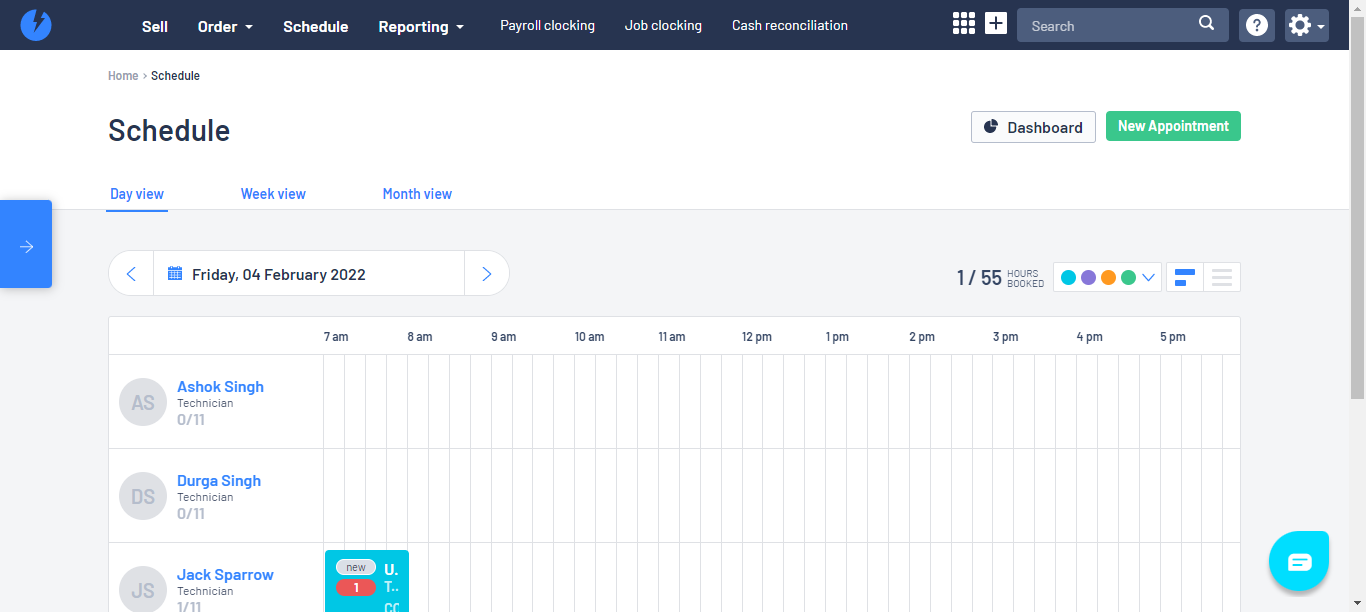 Sell Order Schedule Reporting Payroll clocking Job clocking Cash reconciliation Search ?
Home › Schedule
Schedule
Dashboard New Appointment
Day view Week view Month view
Friday, 04 February 2022
1 / 55 HOURS BOOKED
7 am 8 am 9 am 10 am 11 am 12 pm 1 pm 2 pm 3 pm 4 pm 5 pm
AS Ashok Singh
Technician
0/11
DS Durga Singh
Technician
0/11
JS Jack Sparrow
Technician
1/11
new U.
1 T..
CC